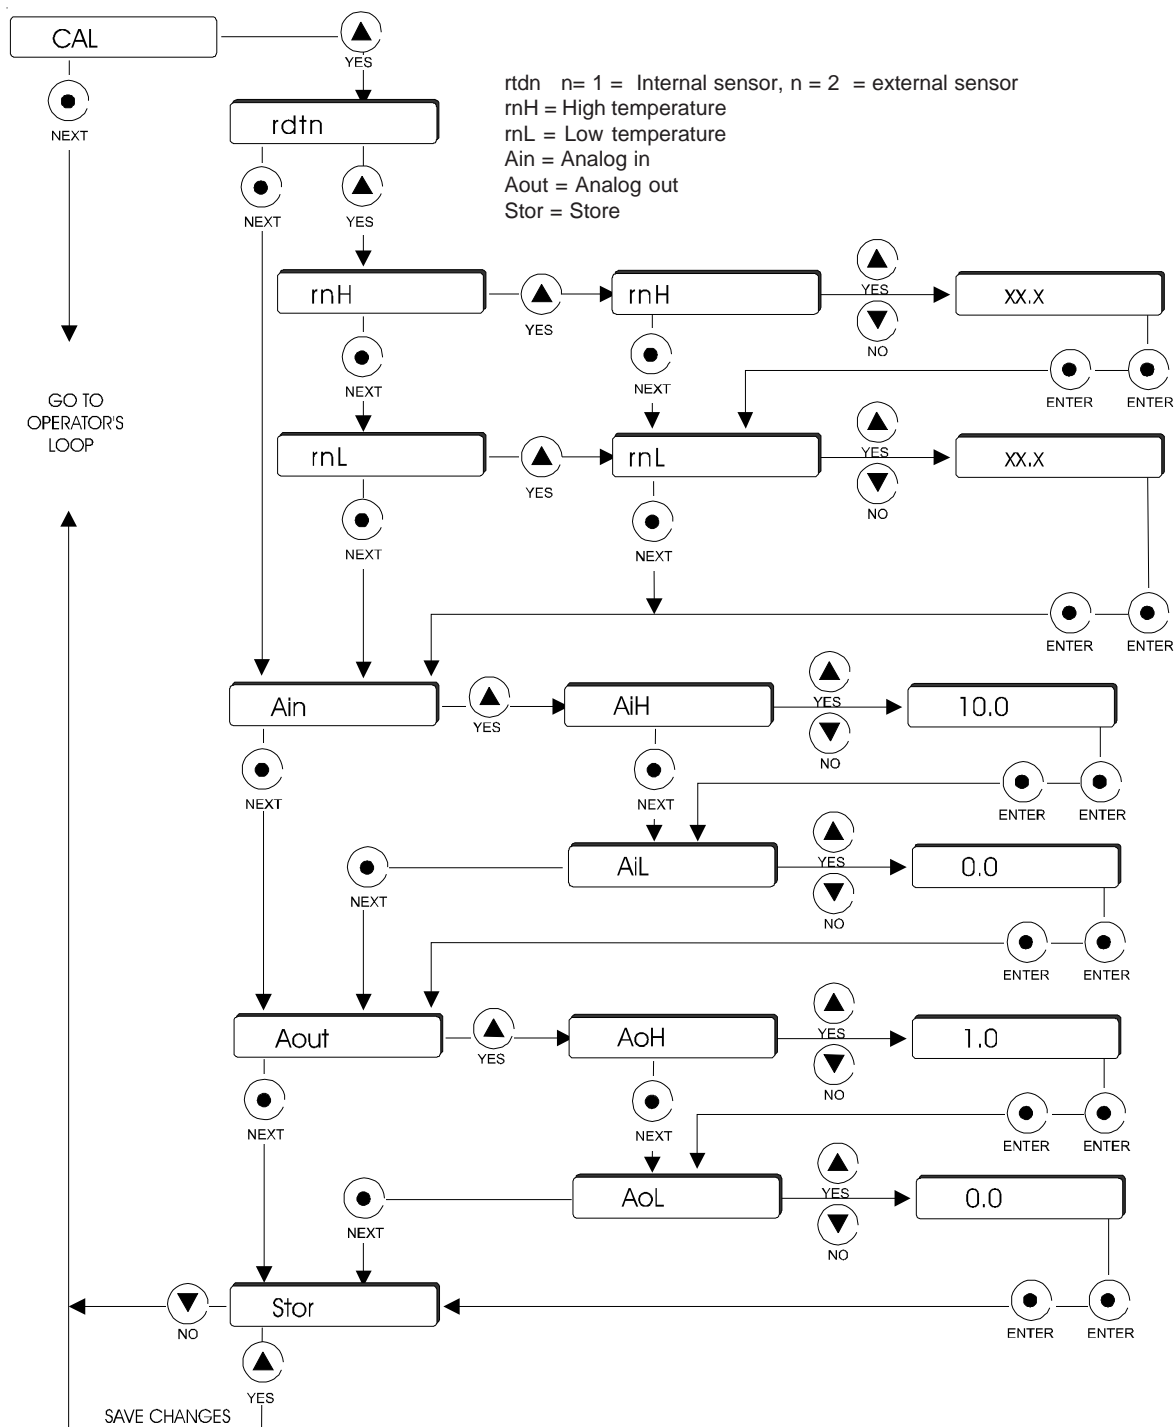 CAL
YES
NEXT
rtdn n= 1 = Internal sensor, n = 2 = external sensor
rnH = High temperature
rnL = Low temperature
Ain = Analog in
Aout = Analog out
Stor = Store
rdtn
NEXT
YES
rnH
YES
rnH
YES
NO
xx.x
NEXT
NEXT
ENTER
ENTER
GO TO
OPERATOR'S
LOOP
rnL
YES
rnL
YES
NO
xx.x
NEXT
NEXT
ENTER
ENTER
Ain
YES
AiH
YES
NO
10.0
NEXT
NEXT
ENTER
ENTER
AiL
YES
NO
0.0
NEXT
ENTER
ENTER
Aout
YES
AoH
YES
NO
1.0
NEXT
NEXT
ENTER
ENTER
AoL
YES
NO
0.0
NEXT
Stor
NO
ENTER
ENTER
YES
SAVE CHANGES